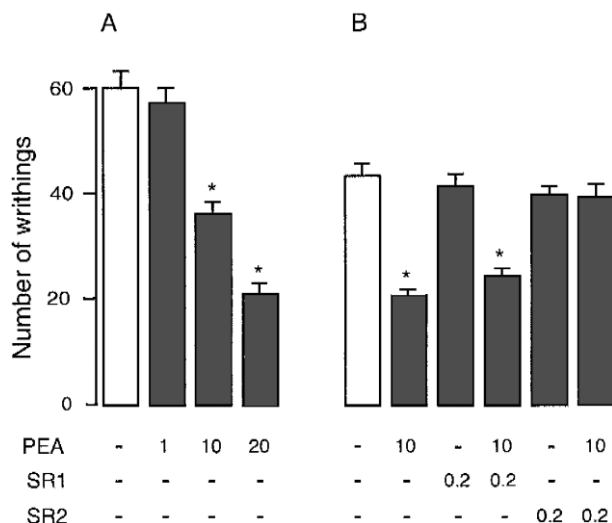 A B
Number of writhings
60
40
20
0
* * * *
PEA - 1 10 20 - 10 - 10 - 10
SR1 - - - - - - 0.2 0.2 - -
SR2 - - - - - - - - 0.2 0.2